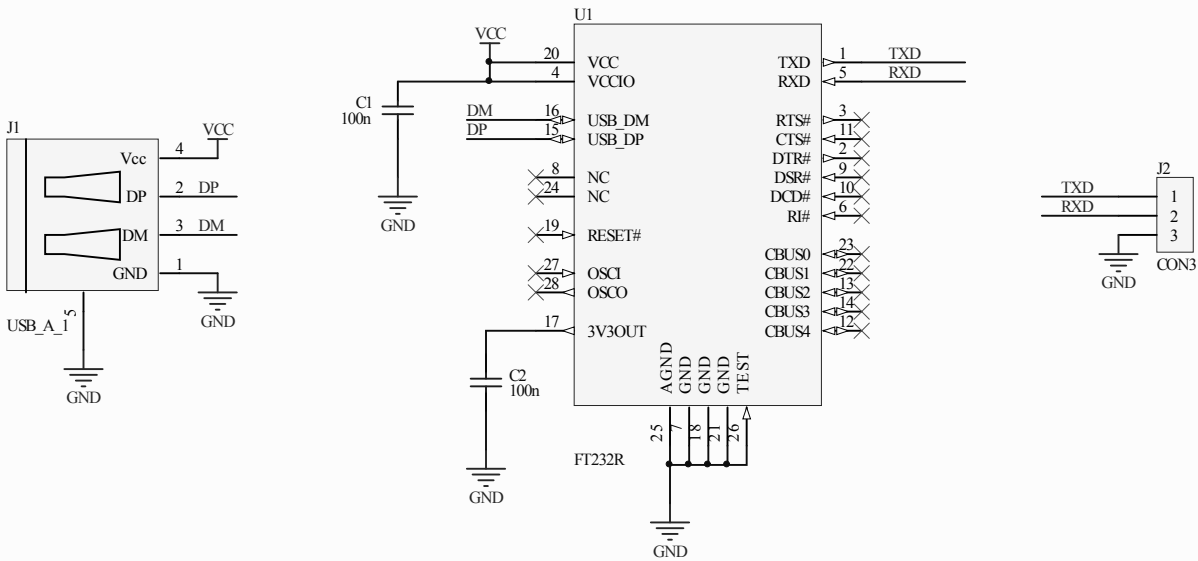 J1
VCC
Vcc 4
DP 2 DP
DM 3 DM
GND 1
GND
USB_A_1
5
GND
U1
VCC
20 VCC
4 VCCIO
C1
100n
GND
DM 16 USB_DM
DP 15 USB_DP
8 NC
24 NC
19 RESET#
27 OSCI
28 OSCO
17 3V3OUT
C2
100n
GND
TXD 1 TXD
RXD 5 RXD
RTS# 3
CTS# 11
DTR# 2
DSR# 9
DCD# 10
RI# 6
CBUS0 23
CBUS1 22
CBUS2 13
CBUS3 14
CBUS4 12
AGND
GND
GND
GND
TEST
25
7
18
21
26
FT232R
GND
J2
TXD 1
RXD 2
3
GND
CON3